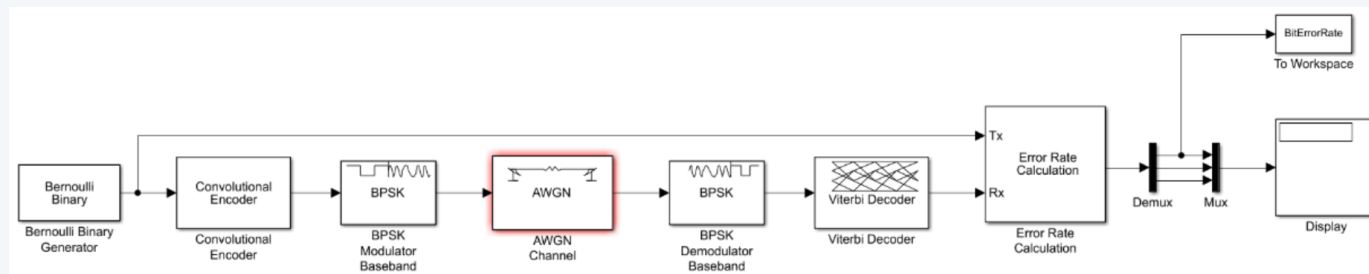 BitErrorRate
To Workspace
Tx
Bernoulli
Binary
Bernoulli Binary
Generator
Convolutional
Encoder
Convolutional
Encoder
BPSK
BPSK
Modulator
Baseband
AWGN
AWGN
Channel
BPSK
BPSK
Demodulator
Baseband
Viterbi Decoder
Viterbi Decoder
Rx
Error Rate
Calculation
Error Rate
Calculation
Demux
Mux
Display